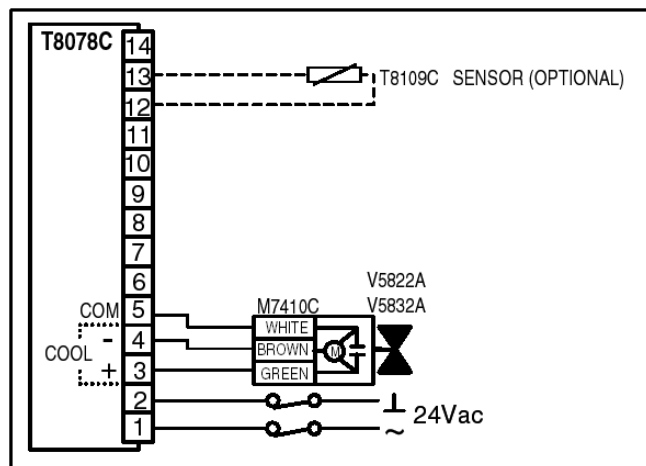 T8078C
14
13
T8109C SENSOR (OPTIONAL)
12
11
10
9
8
7
6
V5822A
COM
5
M7410C
V5832A
WHITE
COOL
-
4
BROWN
M
+
3
GREEN
2
24Vac
1
~